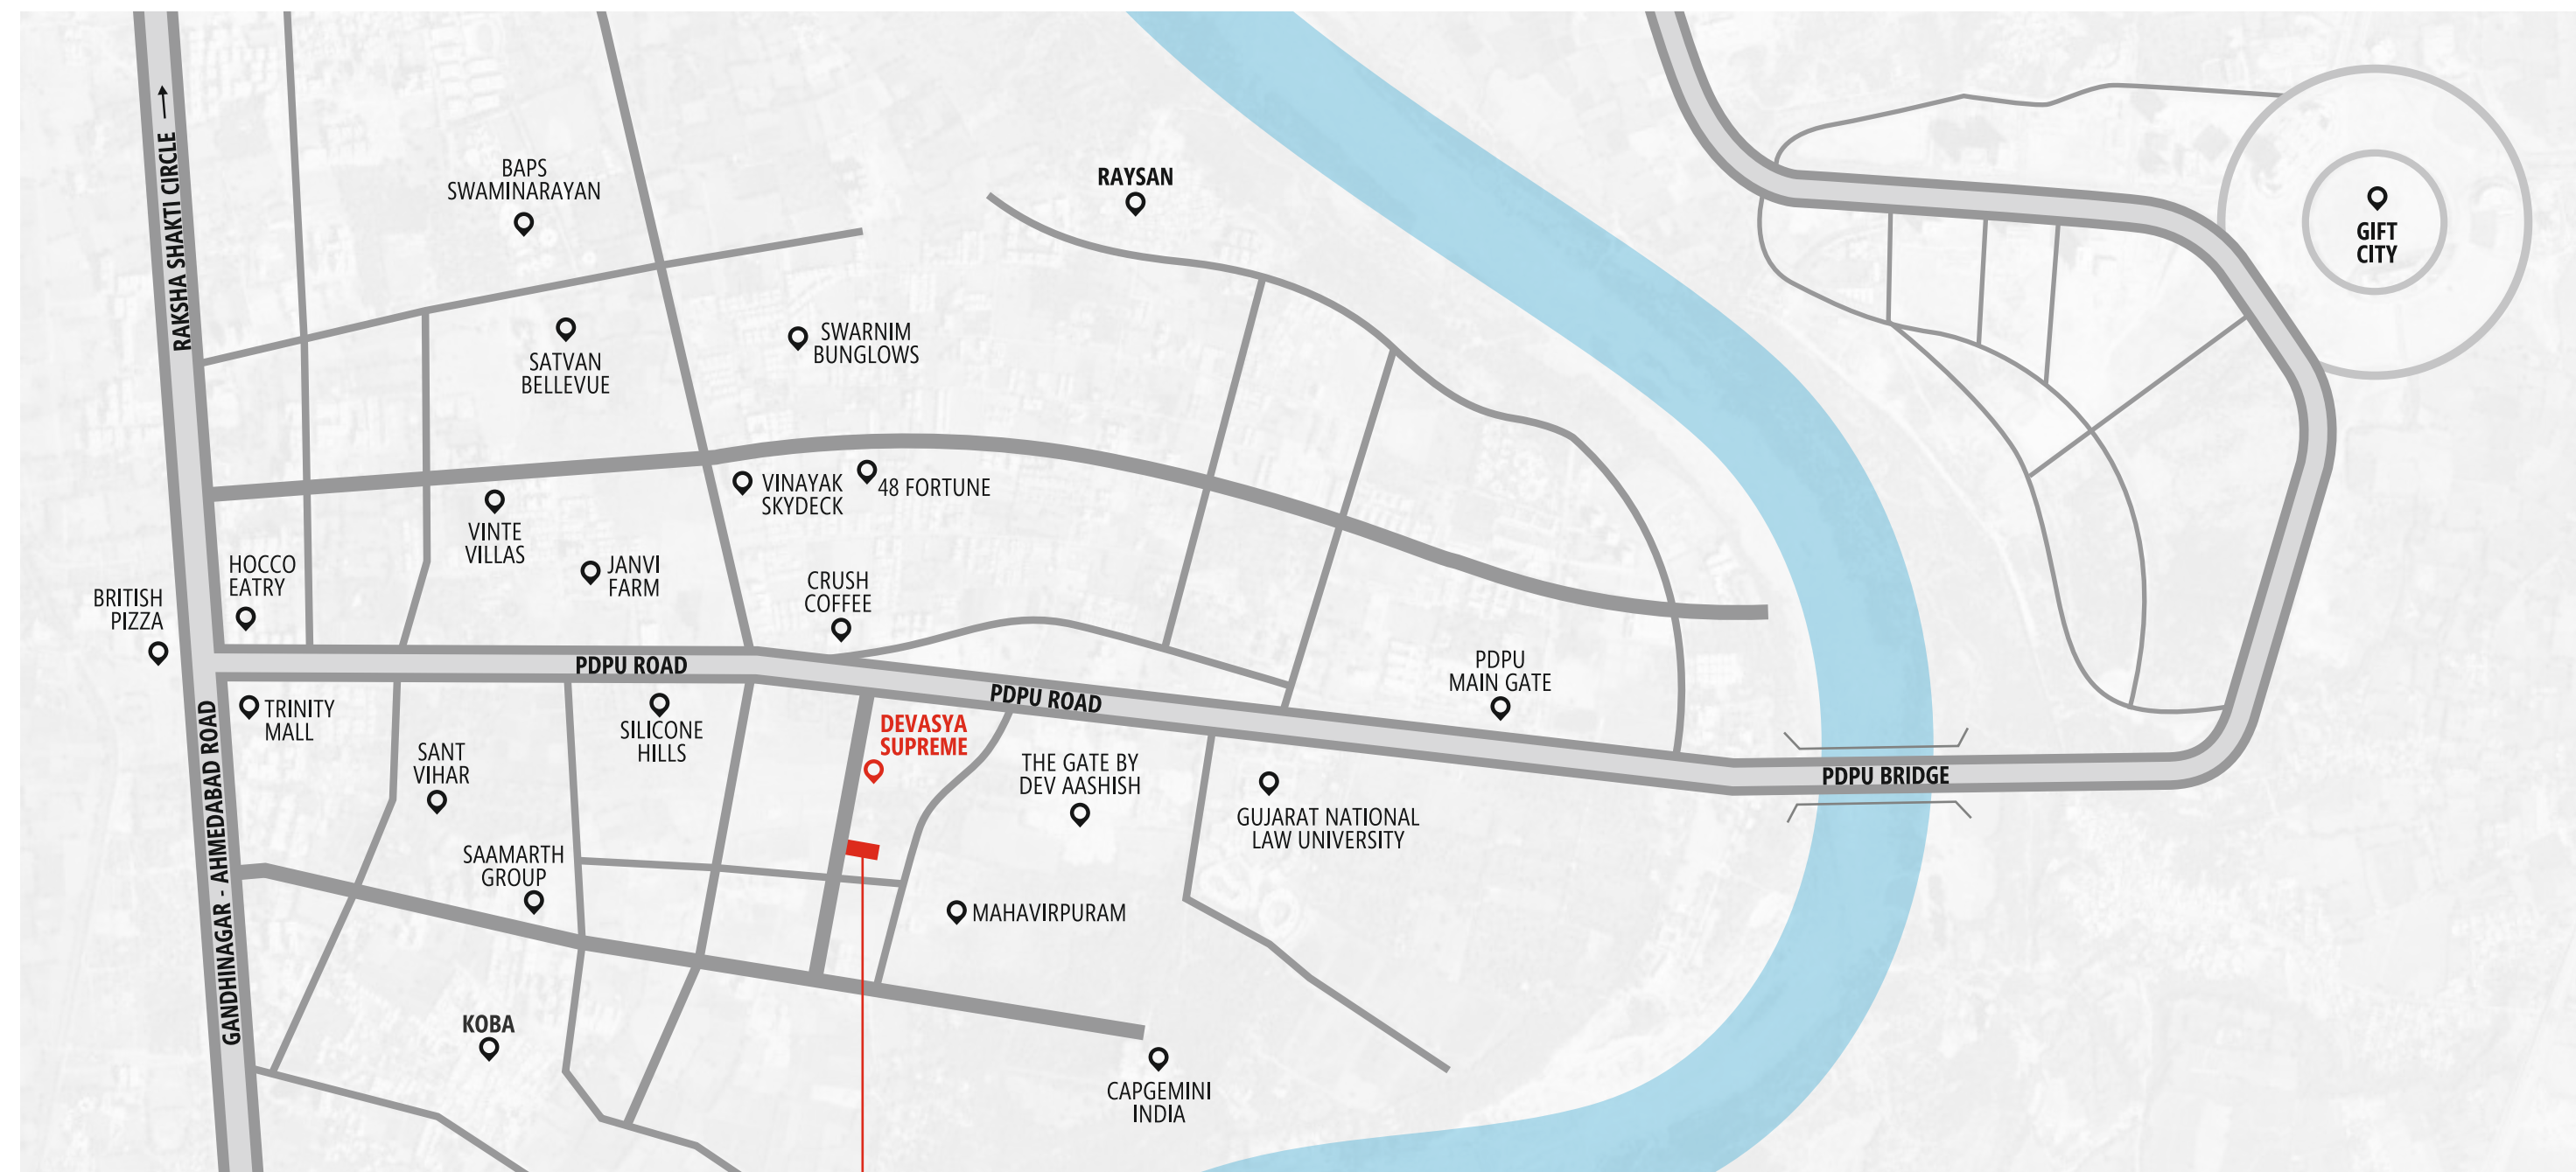 RAKSHA SHAKTI CIRCLE
BAPS
SWAMINARAYAN
RAYSAN
GIFT
CITY
SATVAN
BELLEVUE
SWARNIM
BUNGLOWS
VINAYAK
SKYDECK
48 FORTUNE
VINTE
VILLAS
JANVI
FARM
HOCCO
EATRY
BRITISH
PIZZA
CRUSH
COFFEE
PDPU ROAD
PDPU ROAD
PDPU
MAIN GATE
TRINITY
MALL
GANDHINAGAR - AHMEDABAD ROAD
SANT
VIHAR
SILICONE
HILLS
DEVASYA
SUPREME
THE GATE BY
DEV AASHISH
GUJARAT NATIONAL
LAW UNIVERSITY
PDPU BRIDGE
SAAMARTH
GROUP
MAHAVIRPURAM
KOBA
CAPGEMINI
INDIA